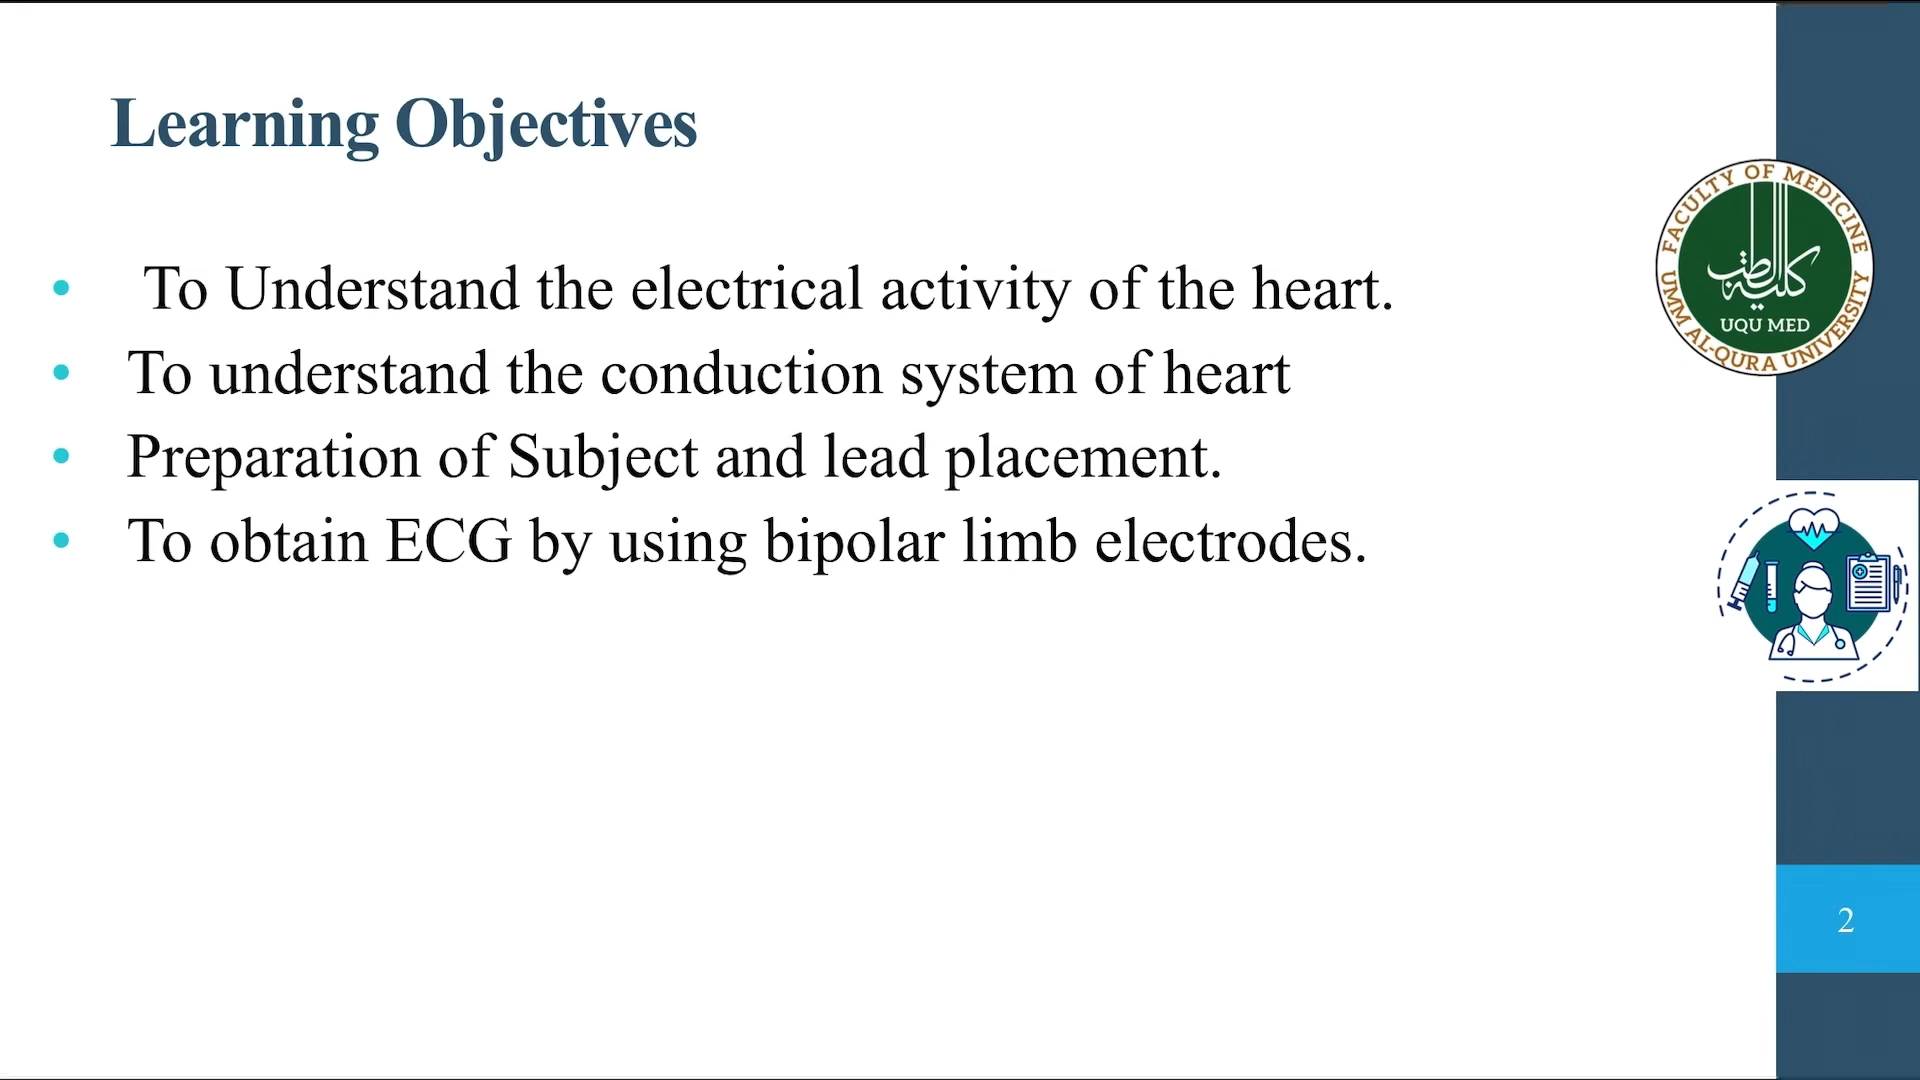 Learning Objectives
• To Understand the electrical activity of the heart.
• To understand the conduction system of heart
• Preparation of Subject and lead placement.
• To obtain ECG by using bipolar limb electrodes.
FACULTY OF MEDICINE
كلية الطب
UQU MED
UMM AL-QURA UNIVERSITY
2